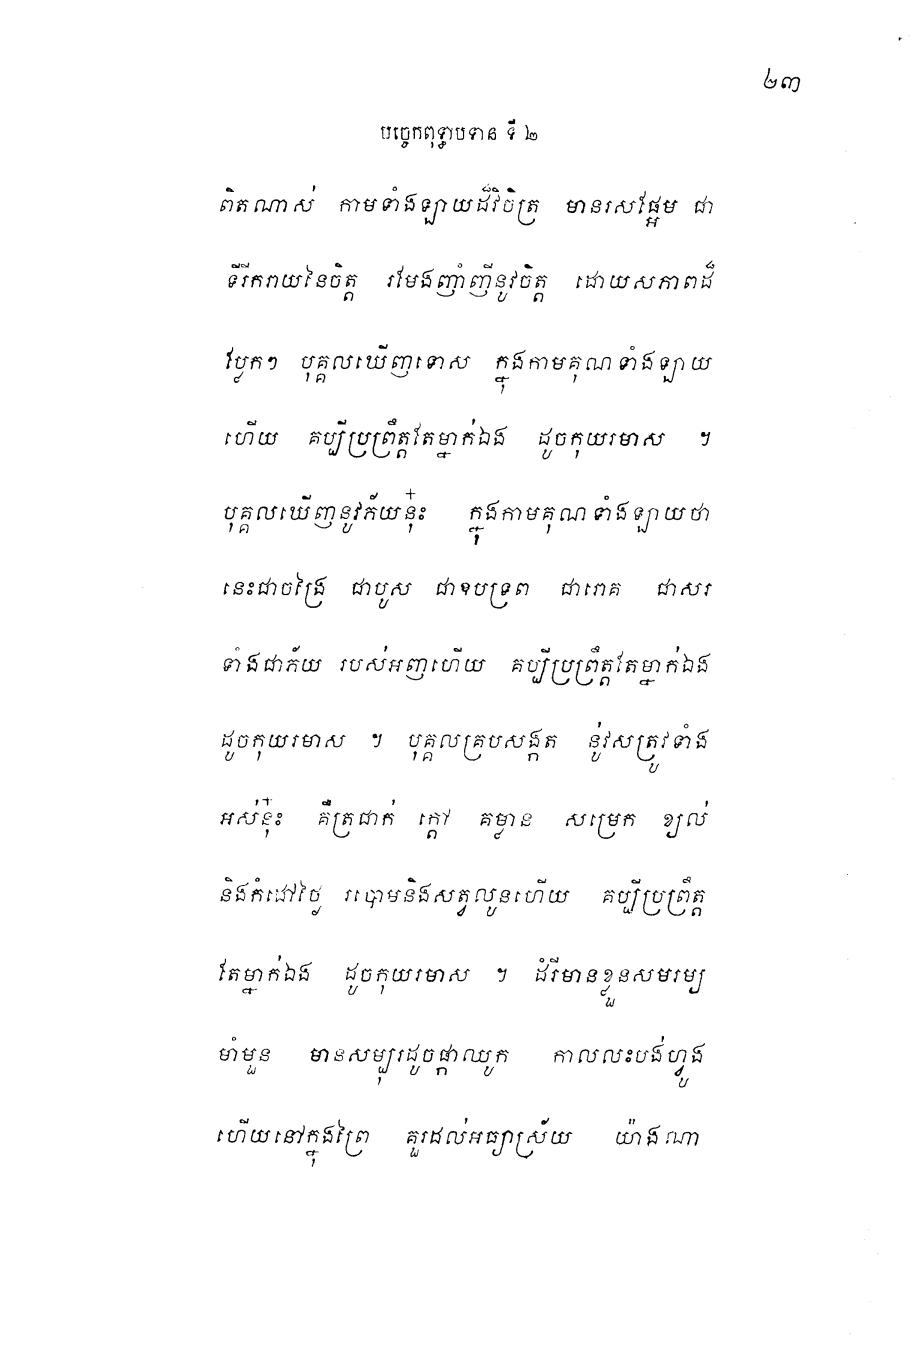 ២៣
បច្ចេកពុទ្ធាបទាន ទី ២
ពិតណាស់ កាមទាំងឡាយដ៏វិចិត្រ មានរសផ្អែម ជា
ទីរីករាយនៃចិត្ត រមែងញាំញីនូវចិត្ត ដោយសភាពដ៏
ប្លែកៗ បុគ្គលឃើញទោស ក្នុងកាមគុណទាំងឡាយ
ហើយ គប្បីប្រព្រឹត្តតែម្នាក់ឯង ដូចកុយរមាស ។
បុគ្គលឃើញនូវភ័យនុ៎ះ ក្នុងកាមគុណទាំងឡាយថា
នេះជាចង្រៃ ជាបូស ជាឧបទ្រព ជារោគ ជាសរ
ទាំងជាភ័យ របស់អញហើយ គប្បីប្រព្រឹត្តតែម្នាក់ឯង
ដូចកុយរមាស ។ បុគ្គលគ្របសង្កត នូ់វសត្រូវទាំង
អស់នុ៎ះ គឺត្រជាក់ ក្តៅ គម្លាន សម្រេក ខ្យល់
និងកំដៅថ្ងៃ របោមនិងសត្វលូនហើយ គប្បីប្រព្រឹត្ត
តែម្នាក់ឯង ដូចកុយរមាស ។ ដំរីមានខ្លួនសមរម្យ
មាំមួន មានសម្បុរដូចផ្កាឈូក កាលលះបង់ហ្វូង
ហើយនៅក្នុងព្រៃ គួរដល់អធ្យាស្រ័យ យ៉ាងណា